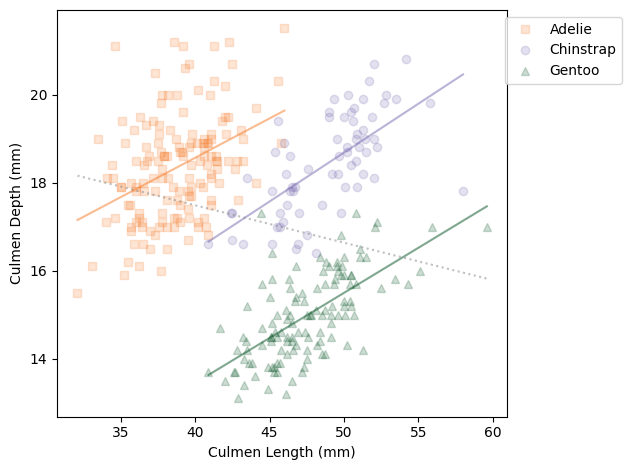 Adelie
Chinstrap
Gentoo
20
18
16
14
Culmen Depth (mm)
35 40 45 50 55 60
Culmen Length (mm)